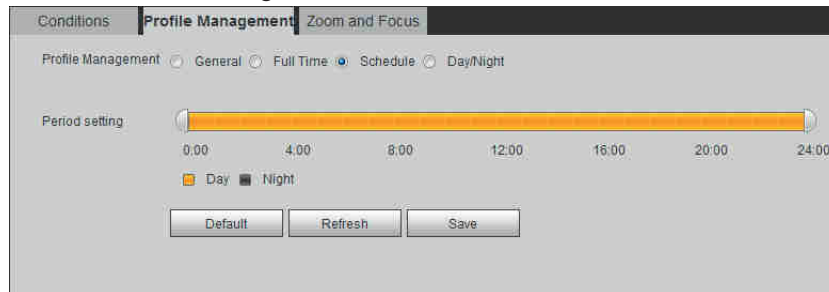 Conditions Profile Management Zoom and Focus
Profile Management General Full Time Schedule Day/Night
Period setting
0:00 4:00 8:00 12:00 16:00 20:00 24:00
Day Night
Default Refresh Save